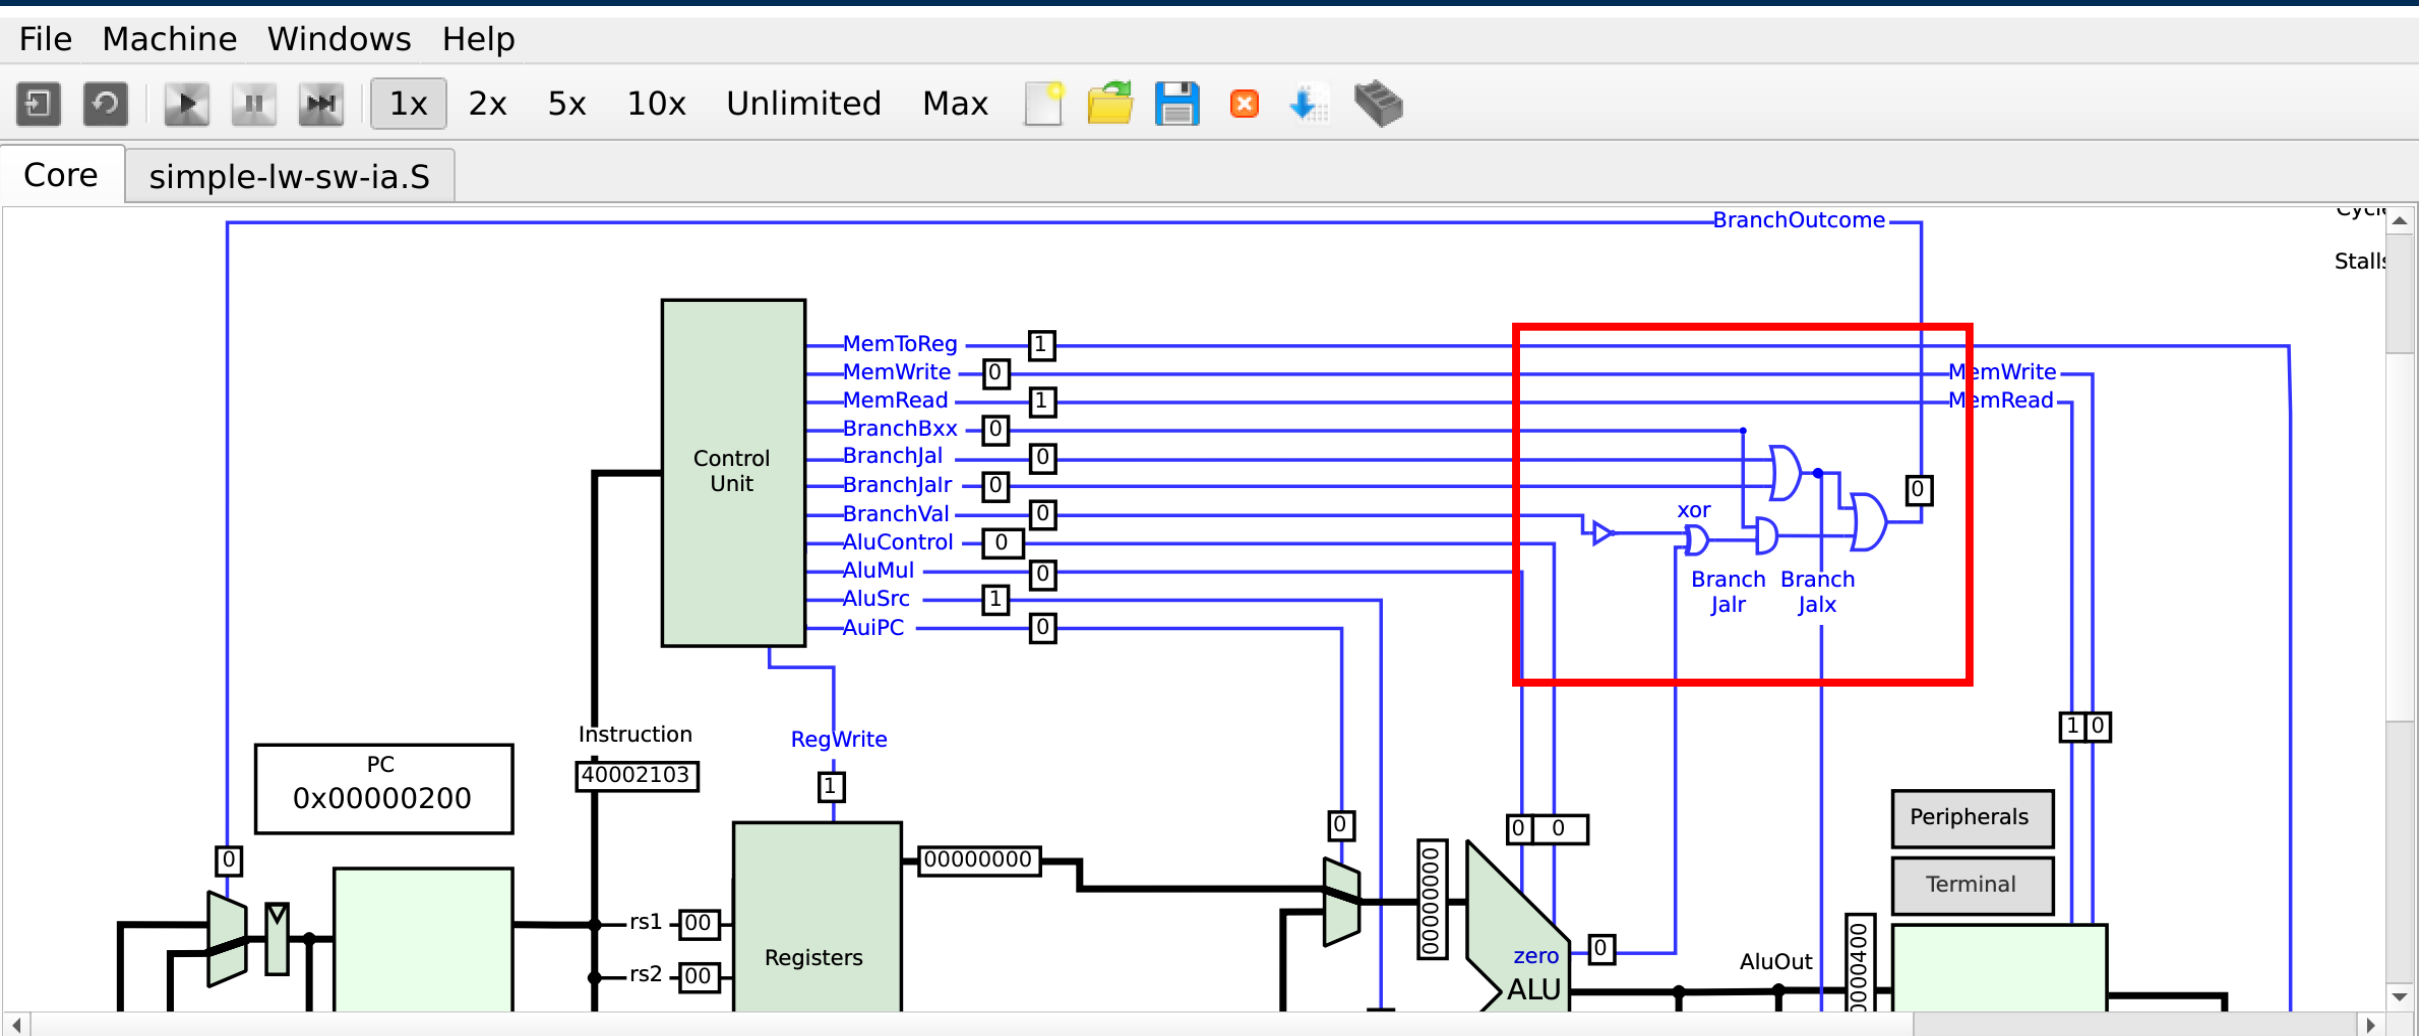 File Machine Windows Help
1x 2x 5x 10x Unlimited Max
Core simple-lw-sw-ia.S
BranchOutcome
Stalls
MemToReg 1
MemWrite 0 MemWrite
MemRead 1 MemRead
BranchBxx 0
BranchJal 0
BranchJalr 0
0
BranchVal 0
xor
AluControl 0
AluMul 0
AluSrc 1
AuiPC 0
Control
Unit
Branch
Jalr
Branch
Jalx
Instruction
40002103
RegWrite
1
1 0
PC
0x00000200
0
00000000
0
00000000
0 0
Peripherals
Terminal
rs1 00
rs2 00
Registers
zero 0
ALU
AluOut